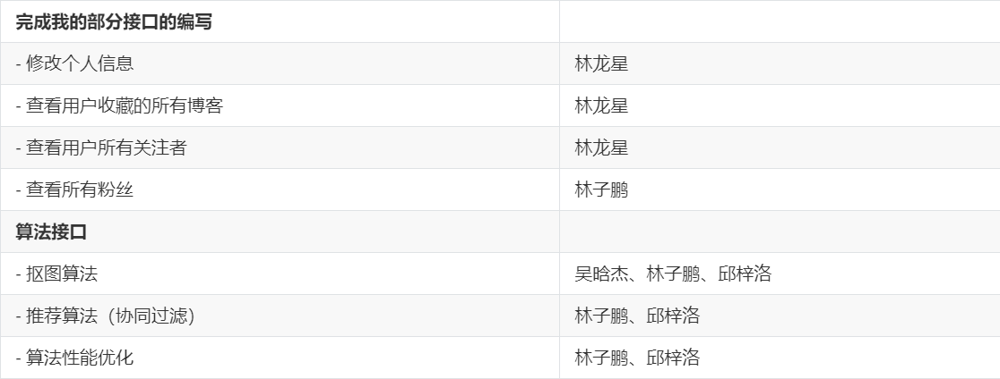 完成我的部分接口的编写
- 修改个人信息 林龙星
- 查看用户收藏的所有博客 林龙星
- 查看用户所有关注者 林龙星
- 查看所有粉丝 林子鹏
算法接口
- 抠图算法 吴晗杰、林子鹏、邱梓洛
- 推荐算法（协同过滤） 林子鹏、邱梓洛
- 算法性能优化 林子鹏、邱梓洛